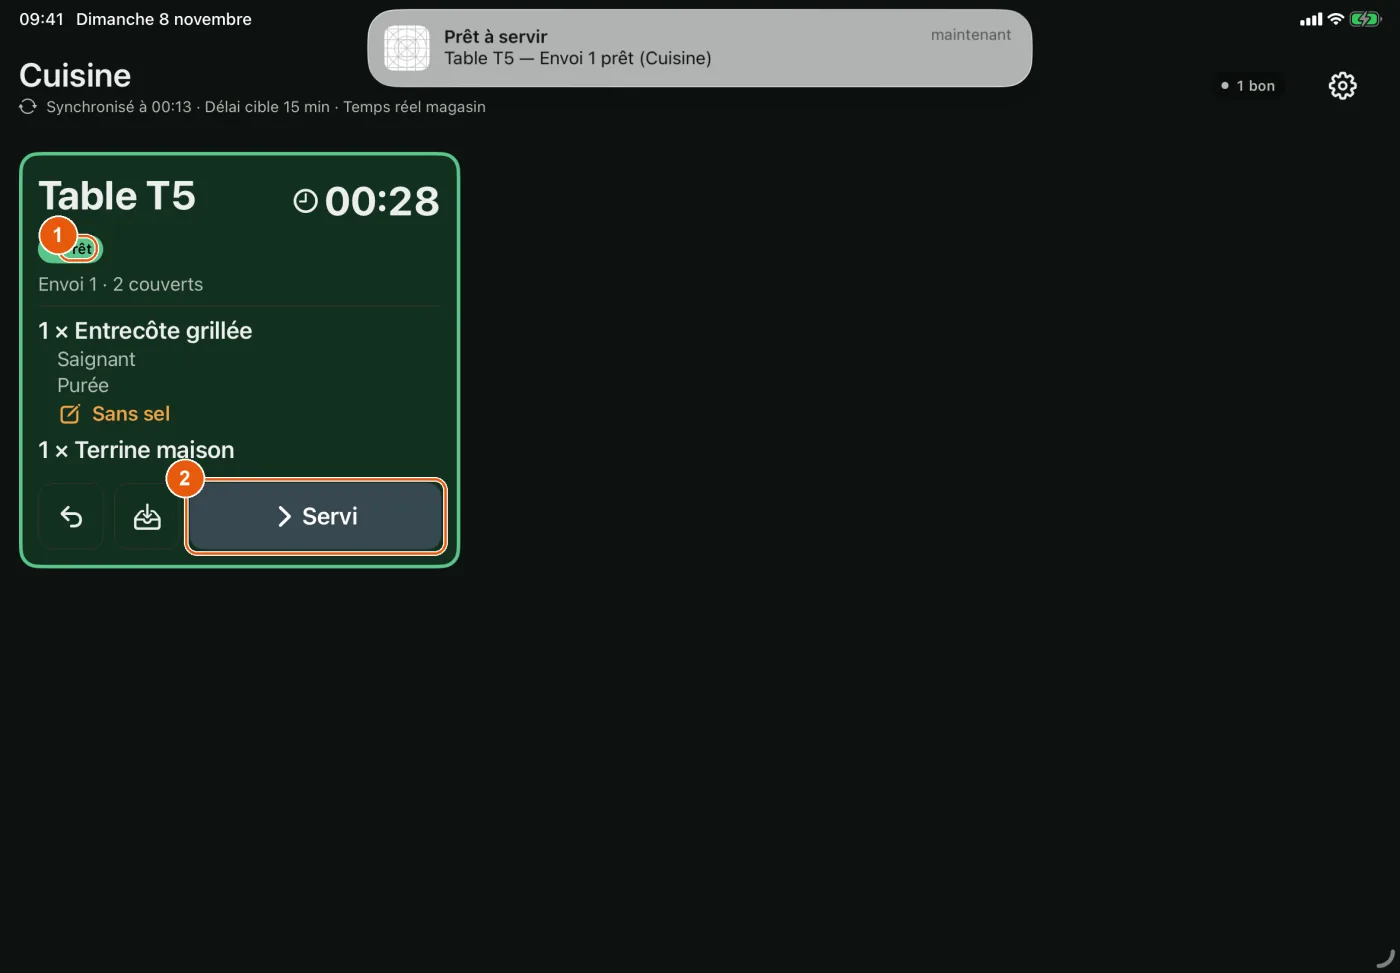 09:41 Dimanche 8 novembre
Prêt à servir
maintenant
Table T5 — Envoi 1 prêt (Cuisine)
Cuisine
1 bon
Synchronisé à 00:13 · Délai cible 15 min · Temps réel magasin
Table T5
00:28
1
rêt
Envoi 1 · 2 couverts
1 × Entrecôte grillée
Saignant
Purée
Sans sel
1 × Terrine maison
2
Servi